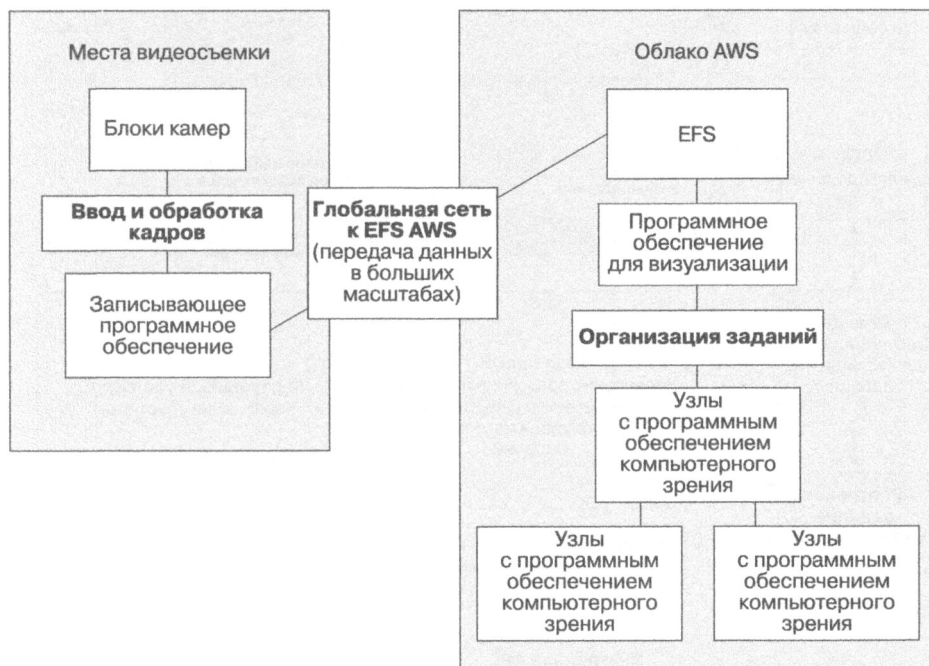 Места видеосъемки
Блоки камер
Ввод и обработка
кадров
Записывающее
программное
обеспечение
Глобальная сеть
к EFS AWS
(передача данных
в больших
масштабах)
Облако AWS
EFS
Программное
обеспечение
для визуализации
Организация заданий
Узлы
с программным
обеспечением
компьютерного
зрения
Узлы
с программным
обеспечением
компьютерного
зрения
Узлы
с программным
обеспечением
компьютерного
зрения